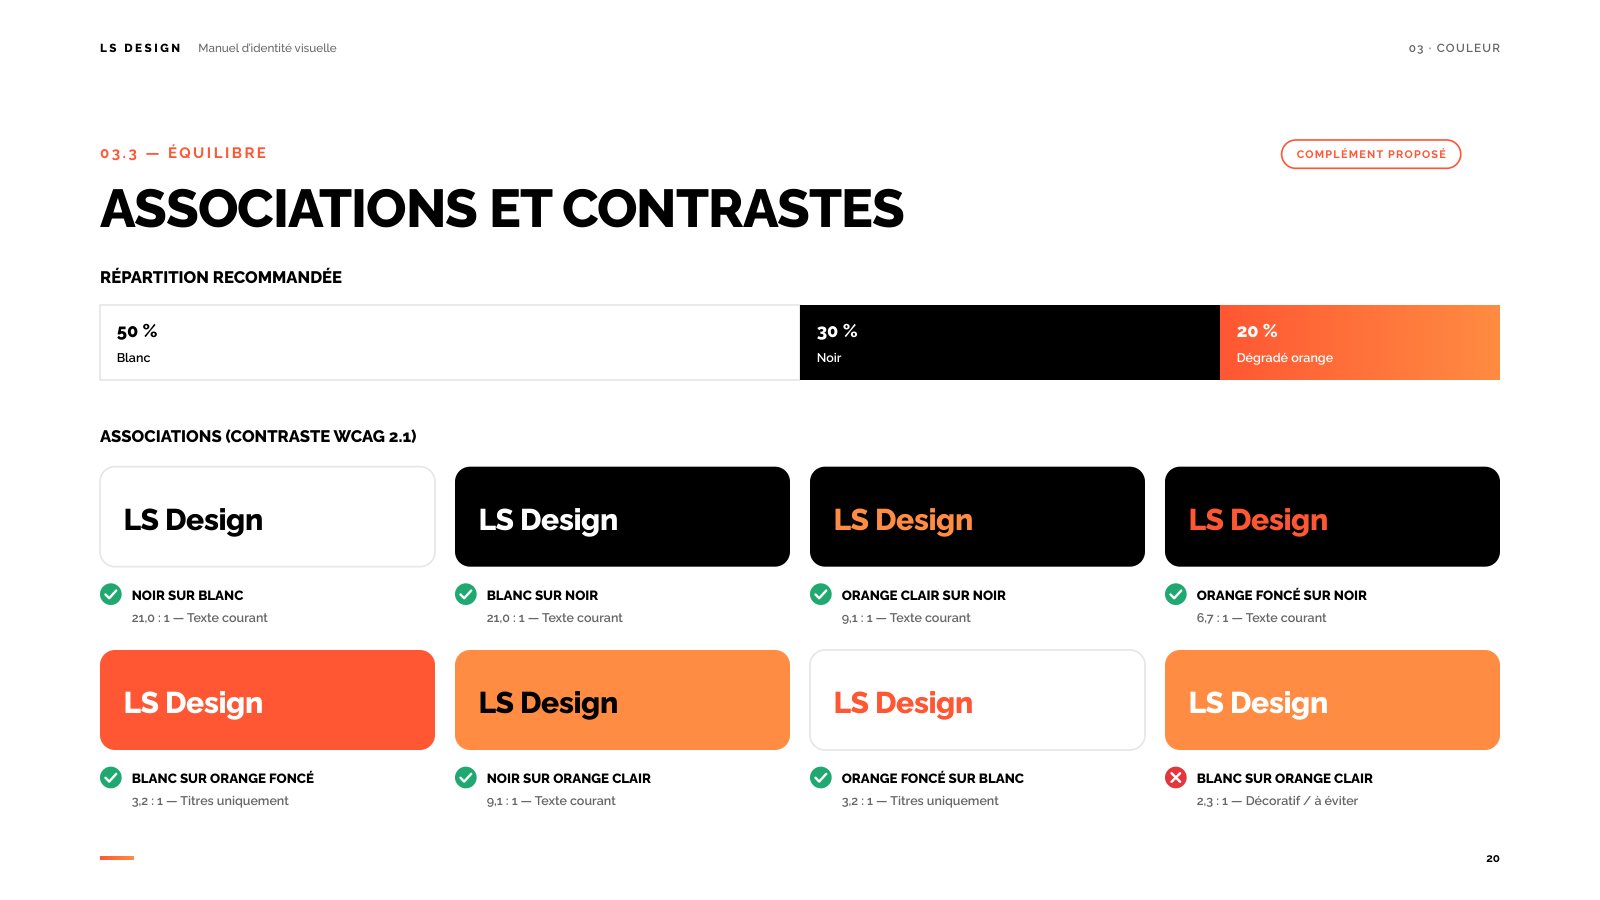 LS DESIGN Manuel d'identité visuelle
03 · COULEUR
03.3 — ÉQUILIBRE
COMPLÉMENT PROPOSÉ
ASSOCIATIONS ET CONTRASTES
RÉPARTITION RECOMMANDÉE
50 %
Blanc
30 %
Noir
20 %
Dégradé orange
ASSOCIATIONS (CONTRASTE WCAG 2.1)
LS Design
NOIR SUR BLANC
21,0 : 1 — Texte courant
LS Design
BLANC SUR NOIR
21,0 : 1 — Texte courant
LS Design
ORANGE CLAIR SUR NOIR
9,1 : 1 — Texte courant
LS Design
ORANGE FONCÉ SUR NOIR
6,7 : 1 — Texte courant
LS Design
BLANC SUR ORANGE FONCÉ
3,2 : 1 — Titres uniquement
LS Design
NOIR SUR ORANGE CLAIR
9,1 : 1 — Texte courant
LS Design
ORANGE FONCÉ SUR BLANC
3,2 : 1 — Titres uniquement
LS Design
BLANC SUR ORANGE CLAIR
2,3 : 1 — Décoratif / à éviter
20